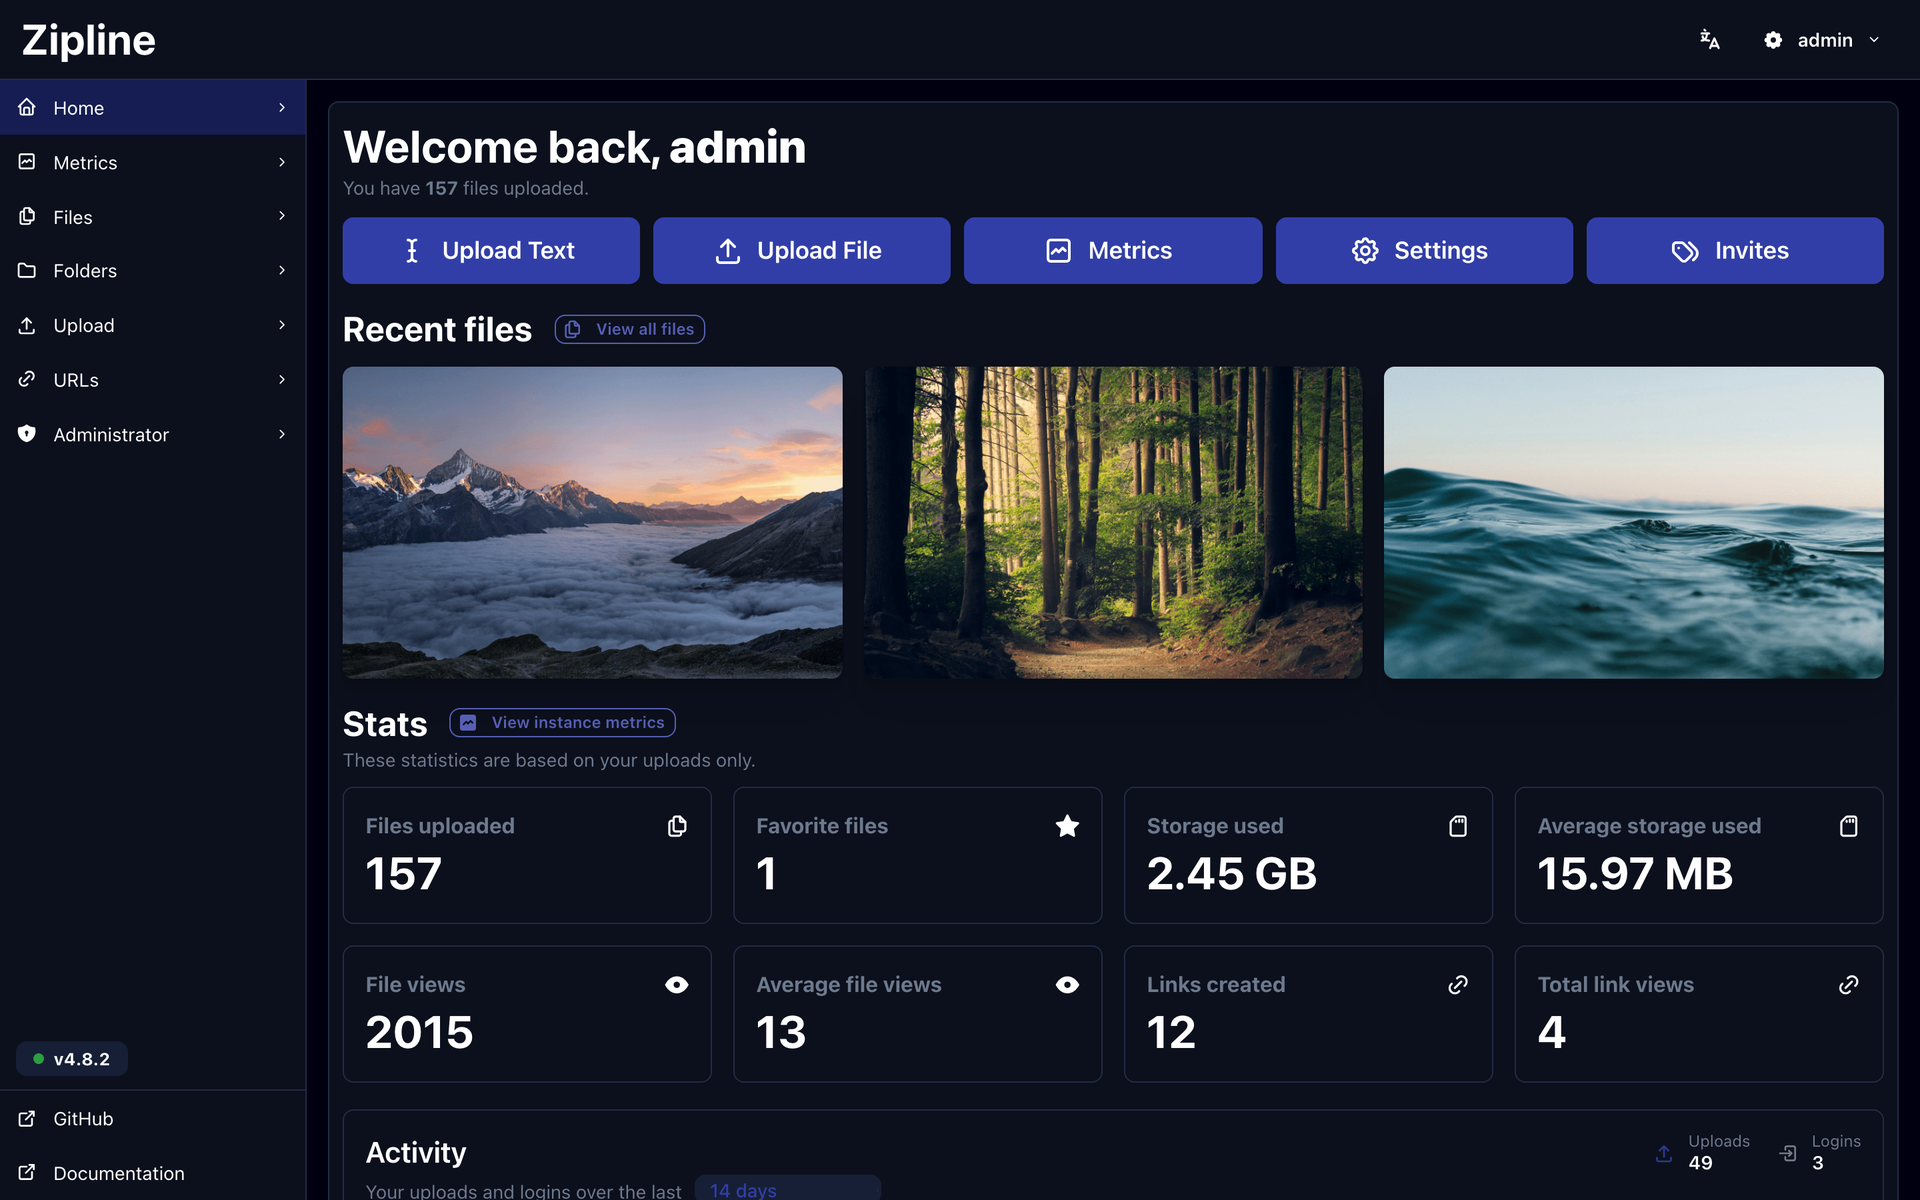 Zipline
admin
Home
Metrics
Files
Folders
Upload
URLs
Administrator
v4.8.2
GitHub
Documentation
Welcome back, admin
You have 157 files uploaded.
Upload Text
Upload File
Metrics
Settings
Invites
Recent files
View all files
Stats
View instance metrics
These statistics are based on your uploads only.
Files uploaded
157
Favorite files
1
Storage used
2.45 GB
Average storage used
15.97 MB
File views
2015
Average file views
13
Links created
12
Total link views
4
Activity
Uploads
49
Logins
3
Your uploads and logins over the last 14 days